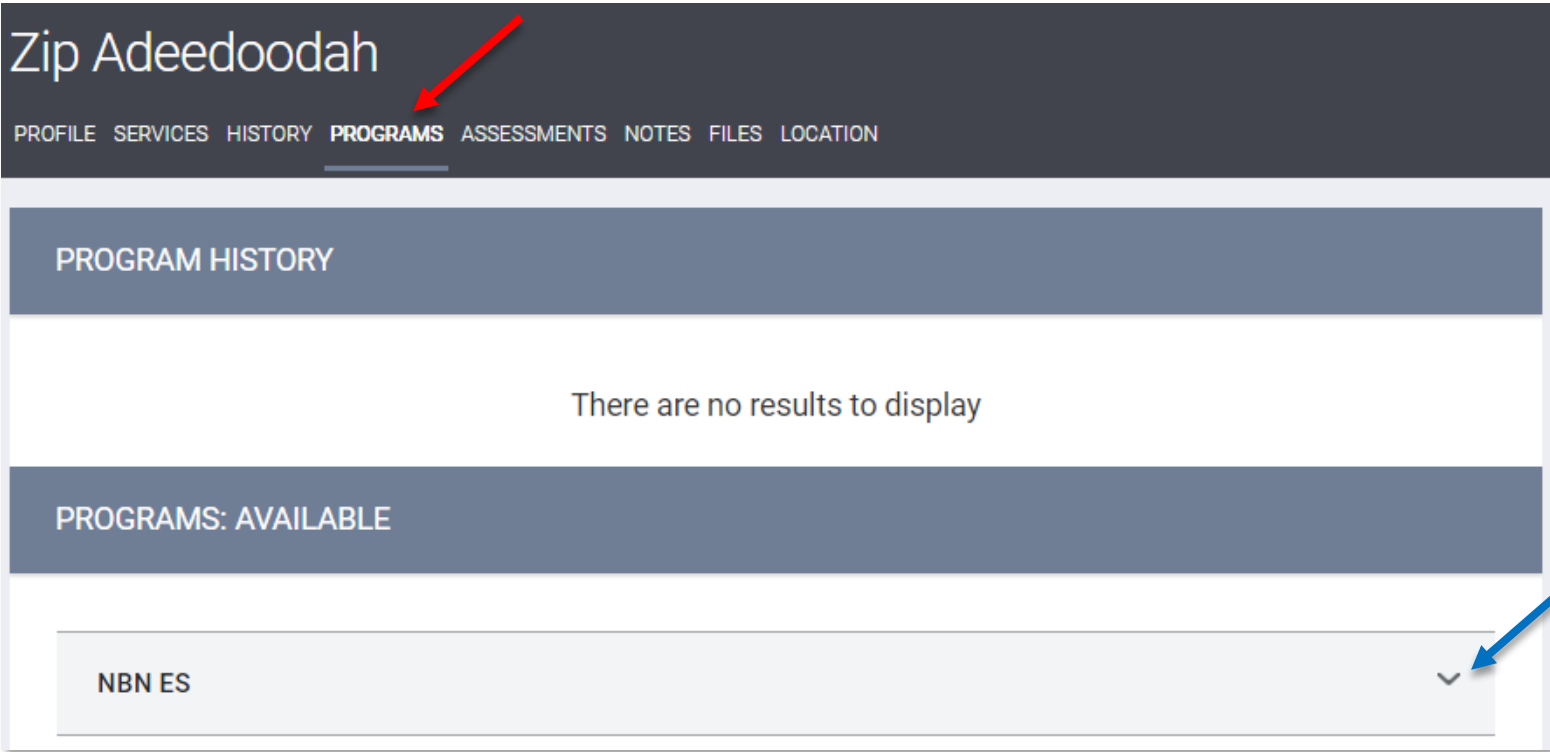 Zip Adeedoodah
PROFILE SERVICES HISTORY PROGRAMS ASSESSMENTS NOTES FILES LOCATION
PROGRAM HISTORY
There are no results to display
PROGRAMS: AVAILABLE
NBN ES